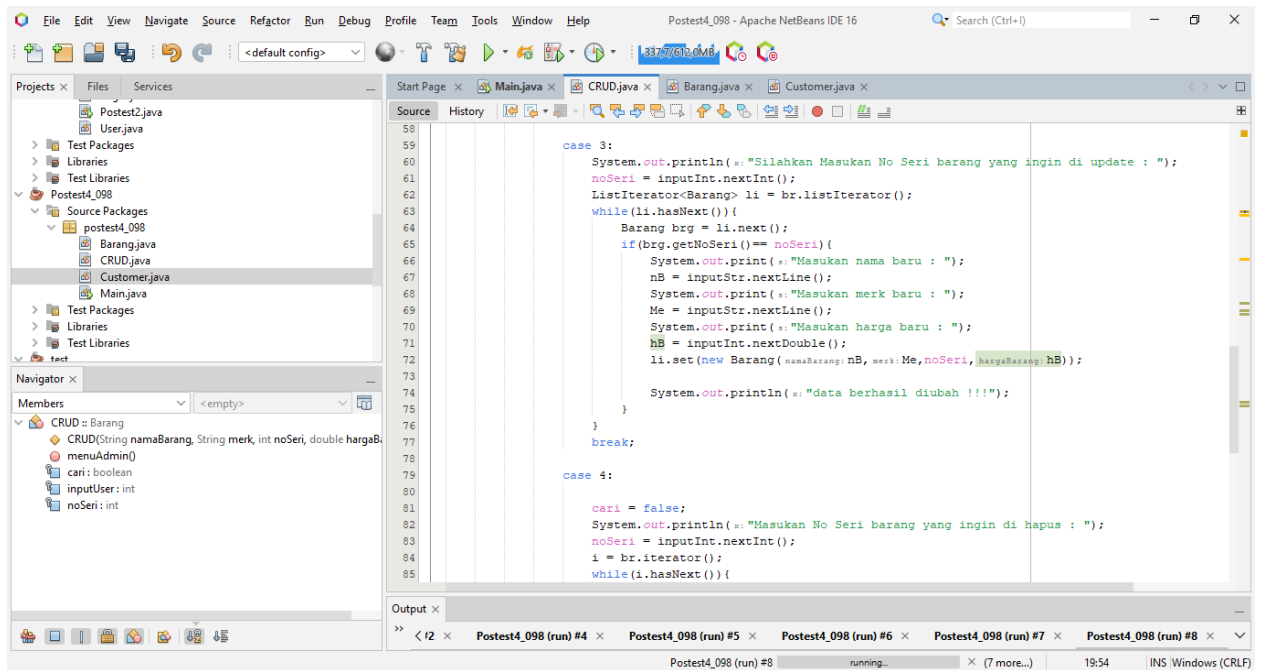 File Edit View Navigate Source Refactor Run Debug Profile Team Tools Window Help Postest4_098 - Apache NetBeans IDE 16 Search (Ctrl+I)
<default config> 337,7/612,0MB
Projects Files Services
Start Page Main.java CRUD.java Barang.java Customer.java
Source History
Postest2.java
User.java
Test Packages
Libraries
Test Libraries
Postest4_098
Source Packages
postest4_098
Barang.java
CRUD.java
Customer.java
Main.java
Test Packages
Libraries
Test Libraries
test
Navigator
Members <empty>
CRUD :: Barang
CRUD(String namaBarang, String merk, int noSeri, double hargaBa
menuAdmin()
cari : boolean
inputUser : int
noSeri : int
58
59 case 3:
60 System.out.println( x: "Silahkan Masukan No Seri barang yang ingin di update : ");
61 noSeri = inputInt.nextInt();
62 ListIterator<Barang> li = br.listIterator();
63 while(li.hasNext()){
64 Barang brg = li.next();
65 if(brg.getNoSeri()== noSeri){
66 System.out.print( s: "Masukan nama baru : ");
67 nB = inputStr.nextLine();
68 System.out.print( s: "Masukan merk baru : ");
69 Me = inputStr.nextLine();
70 System.out.print( s: "Masukan harga baru : ");
71 hB = inputInt.nextDouble();
72 li.set(new Barang( namaBarang: nB, merk: Me,noSeri, hargaBarang: hB));
73
74 System.out.println( x: "data berhasil diubah !!!");
75 }
76 }
77 break;
78
79 case 4:
80
81 cari = false;
82 System.out.println( x: "Masukan No Seri barang yang ingin di hapus : ");
83 noSeri = inputInt.nextInt();
84 i = br.iterator();
85 while(i.hasNext()){
Output
Postest4_098 (run) #4 Postest4_098 (run) #5 Postest4_098 (run) #6 Postest4_098 (run) #7 Postest4_098 (run) #8
Postest4_098 (run) #8 running... (7 more...) 19:54 INS Windows (CRLF)